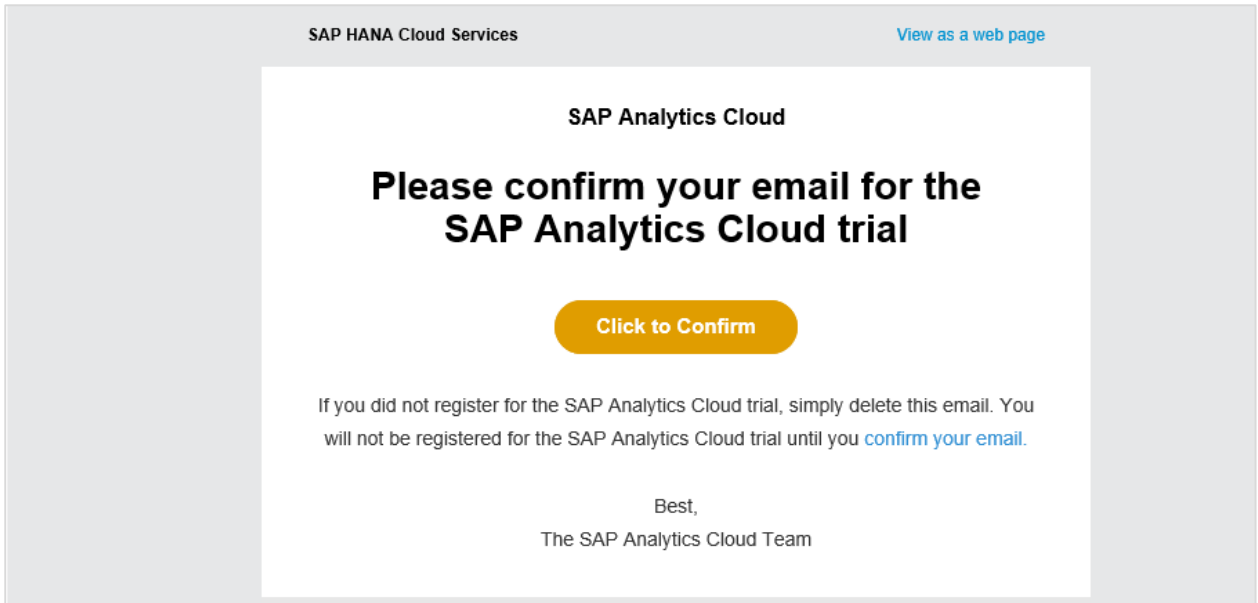 SAP HANA Cloud Services
View as a web page
SAP Analytics Cloud
Please confirm your email for the
SAP Analytics Cloud trial
Click to Confirm
If you did not register for the SAP Analytics Cloud trial, simply delete this email. You
will not be registered for the SAP Analytics Cloud trial until you confirm your email.
Best,
The SAP Analytics Cloud Team